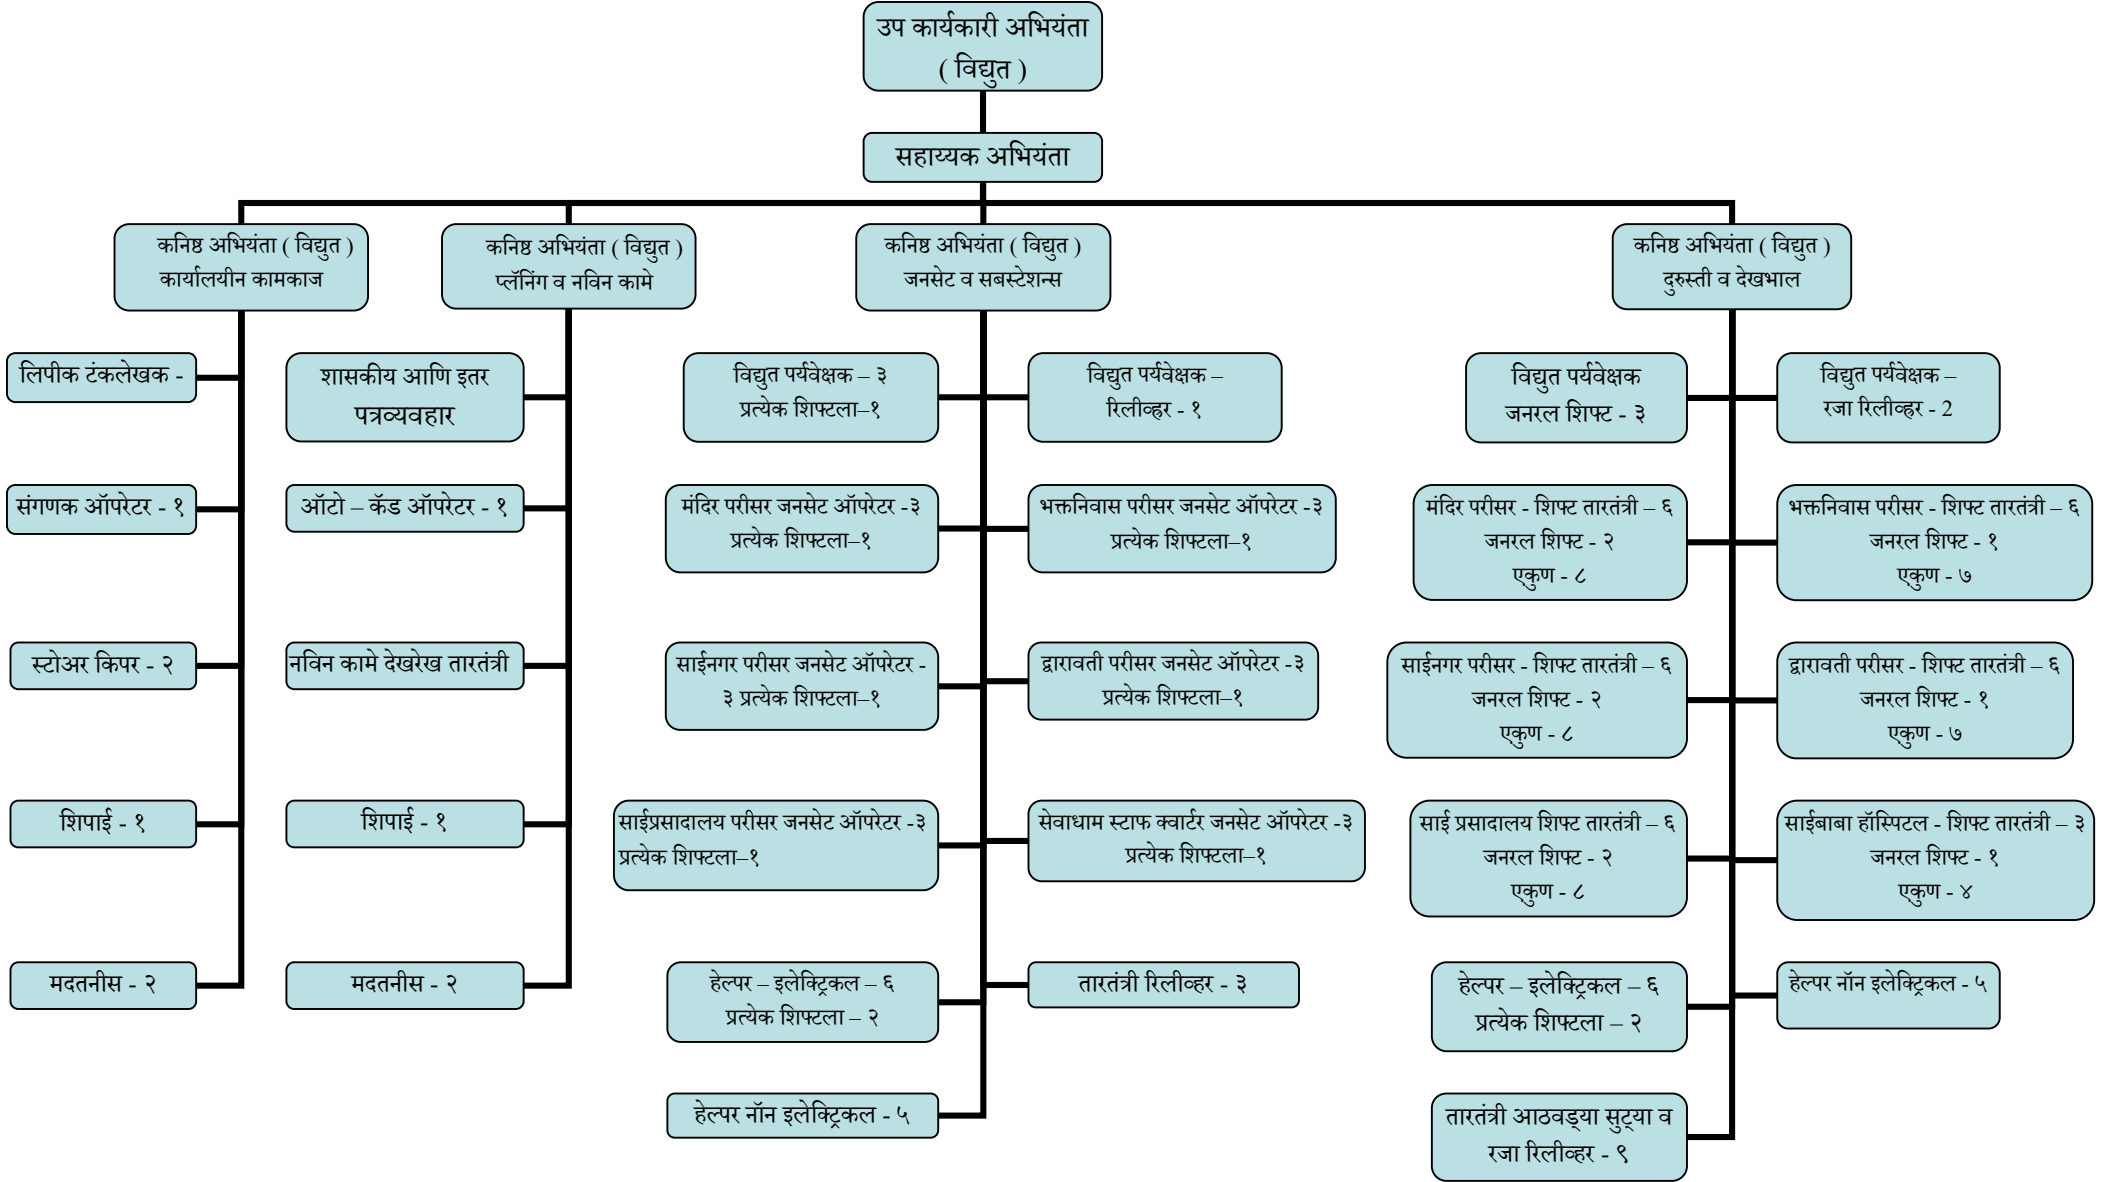 उप कार्यकारी अभियंता
( विद्युत )
सहाय्यक अभियंता
कनिष्ठ अभियंता ( विद्युत )
कार्यालयीन कामकाज
कनिष्ठ अभियंता ( विद्युत )
प्लॅनिंग व नविन कामे
कनिष्ठ अभियंता ( विद्युत )
जनसेट व सबस्टेशन्स
कनिष्ठ अभियंता ( विद्युत )
दुरुस्ती व देखभाल
लिपीक टंकलेखक -
संगणक ऑपरेटर - १
स्टोअर किपर - २
शिपाई - १
मदतनीस - २
शासकीय आणि इतर
पत्रव्यवहार
ऑटो – कॅड ऑपरेटर - १
नविन कामे देखरेख तारतंत्री
शिपाई - १
मदतनीस - २
विद्युत पर्यवेक्षक – ३
प्रत्येक शिफ्टला–१
विद्युत पर्यवेक्षक –
रिलीव्ह्रर - १
मंदिर परीसर जनसेट ऑपरेटर -३
प्रत्येक शिफ्टला–१
भक्तनिवास परीसर जनसेट ऑपरेटर -३
प्रत्येक शिफ्टला–१
साईनगर परीसर जनसेट ऑपरेटर -
३ प्रत्येक शिफ्टला–१
द्वारावती परीसर जनसेट ऑपरेटर -३
प्रत्येक शिफ्टला–१
साईप्रसादालय परीसर जनसेट ऑपरेटर -३
प्रत्येक शिफ्टला–१
सेवाधाम स्टाफ क्वार्टर जनसेट ऑपरेटर -३
प्रत्येक शिफ्टला–१
हेल्पर – इलेक्ट्रिकल – ६
प्रत्येक शिफ्टला – २
तारतंत्री रिलीव्हर - ३
हेल्पर नॉन इलेक्ट्रिकल - ५
विद्युत पर्यवेक्षक
जनरल शिफ्ट - ३
विद्युत पर्यवेक्षक –
रजा रिलीव्ह्रर - 2
मंदिर परीसर - शिफ्ट तारतंत्री – ६
जनरल शिफ्ट - २
एकुण - ८
भक्तनिवास परीसर - शिफ्ट तारतंत्री – ६
जनरल शिफ्ट - १
एकुण - ७
साईनगर परीसर - शिफ्ट तारतंत्री – ६
जनरल शिफ्ट - २
एकुण - ८
द्वारावती परीसर - शिफ्ट तारतंत्री – ६
जनरल शिफ्ट - १
एकुण - ७
साई प्रसादालय शिफ्ट तारतंत्री – ६
जनरल शिफ्ट - २
एकुण - ८
साईबाबा हॉस्पिटल - शिफ्ट तारतंत्री – ३
जनरल शिफ्ट - १
एकुण - ४
हेल्पर – इलेक्ट्रिकल – ६
प्रत्येक शिफ्टला – २
हेल्पर नॉन इलेक्ट्रिकल - ५
तारतंत्री आठवड्या सुट्या व
रजा रिलीव्हर - ९